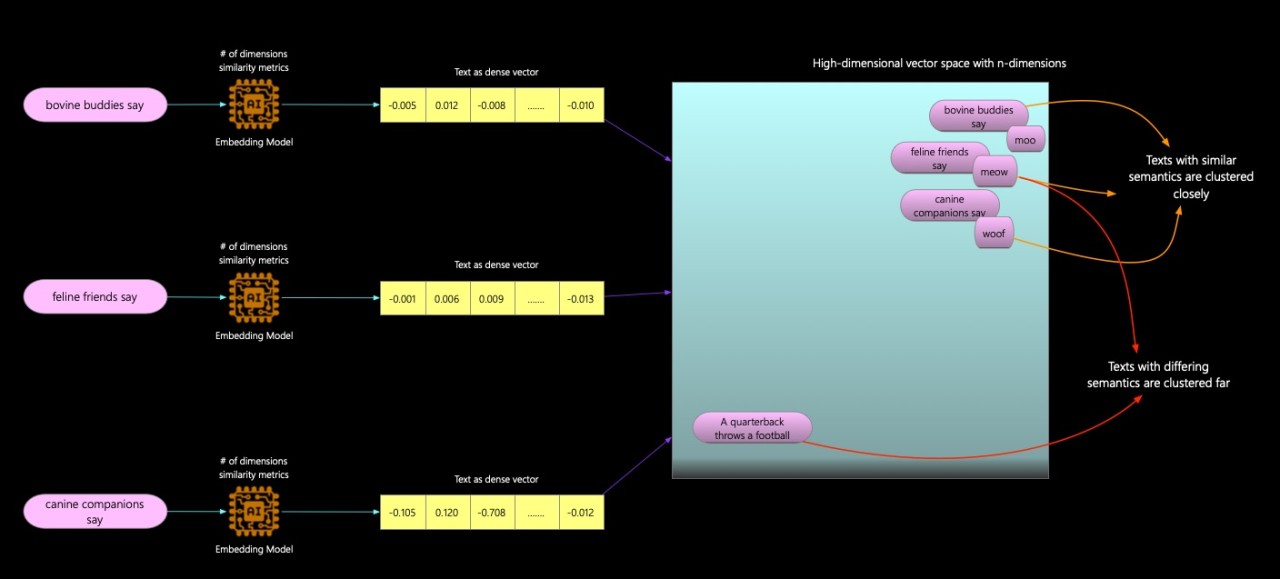 High-dimensional vector space with n-dimensions
# of dimensions
similarity metrics
bovine buddies say
AI
Embedding Model
Text as dense vector
-0.005 0.012 -0.008 ....... -0.010
# of dimensions
similarity metrics
feline friends say
AI
Embedding Model
Text as dense vector
-0.001 0.006 0.009 ....... -0.013
# of dimensions
similarity metrics
canine companions
say
AI
Embedding Model
Text as dense vector
-0.105 0.120 -0.708 ....... -0.012
bovine buddies
say
moo
feline friends
say
meow
canine
companions say
woof
A quarterback
throws a football
Texts with similar
semantics are clustered
closely
Texts with differing
semantics are clustered far